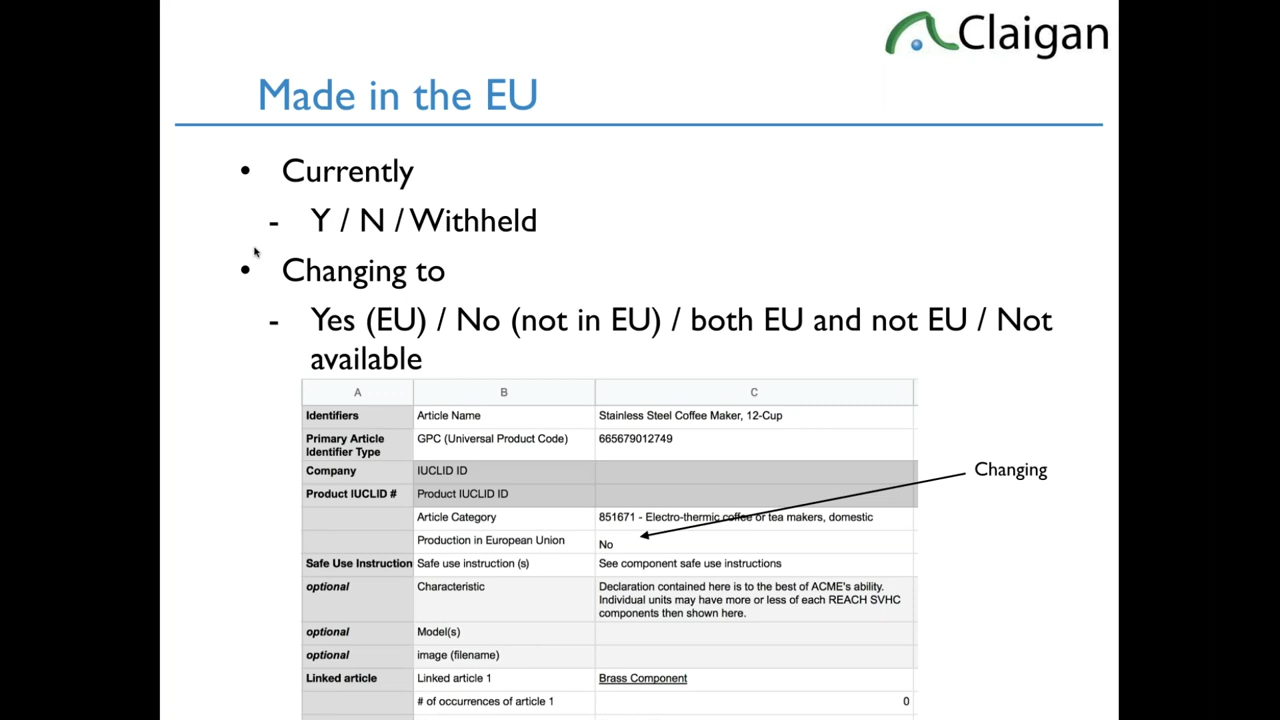 Claigan
Made in the EU
• Currently
- Y / N / Withheld
• Changing to
- Yes (EU) / No (not in EU) / both EU and not EU / Not
available
A B C
Identifiers Article Name Stainless Steel Coffee Maker, 12-Cup
Primary Article GPC (Universal Product Code) 665679012749
Identifier Type
Company IUCLID ID
Changing
Product IUCLID # Product IUCLID ID
Article Category 851671 - Electro-thermic coffee or tea makers, domestic
Production in European Union No
Safe Use Instruction Safe use instruction (s) See component safe use instructions
optional Characteristic Declaration contained here is to the best of ACME's ability.
Individual units may have more or less of each REACH SVHC
components then shown here.
optional Model(s)
optional image (filename)
Linked article Linked article 1 Brass Component
# of occurrences of article 1 0